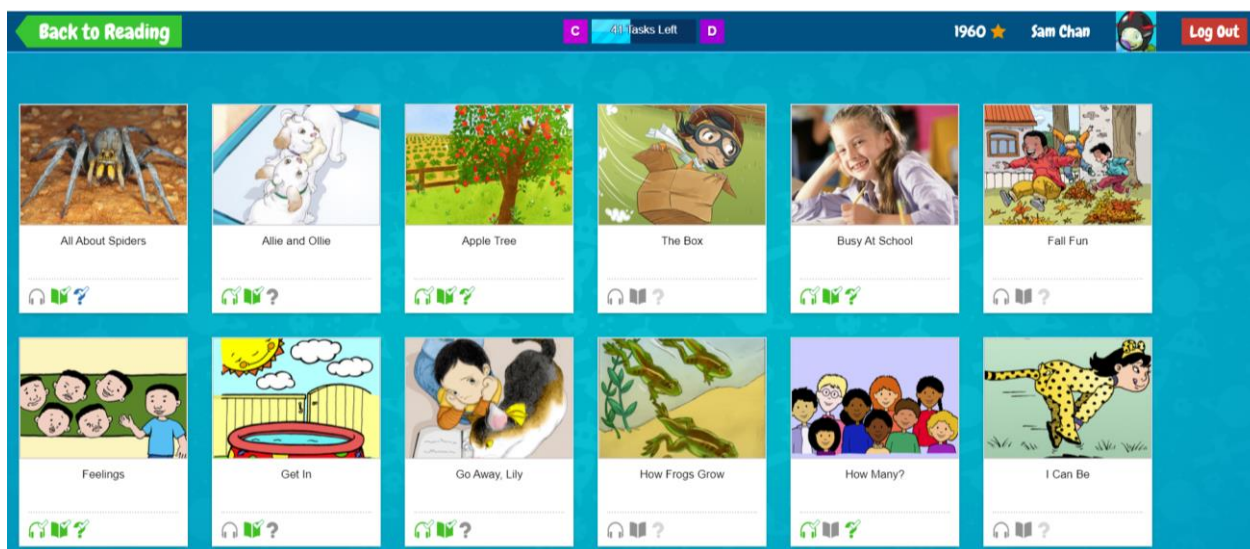 Back to Reading
C 41 Tasks Left D
1960 Sam Chan Log Out
All About Spiders
Allie and Ollie
Apple Tree
The Box
Busy At School
Fall Fun
Feelings
Get In
Go Away, Lily
How Frogs Grow
How Many?
I Can Be